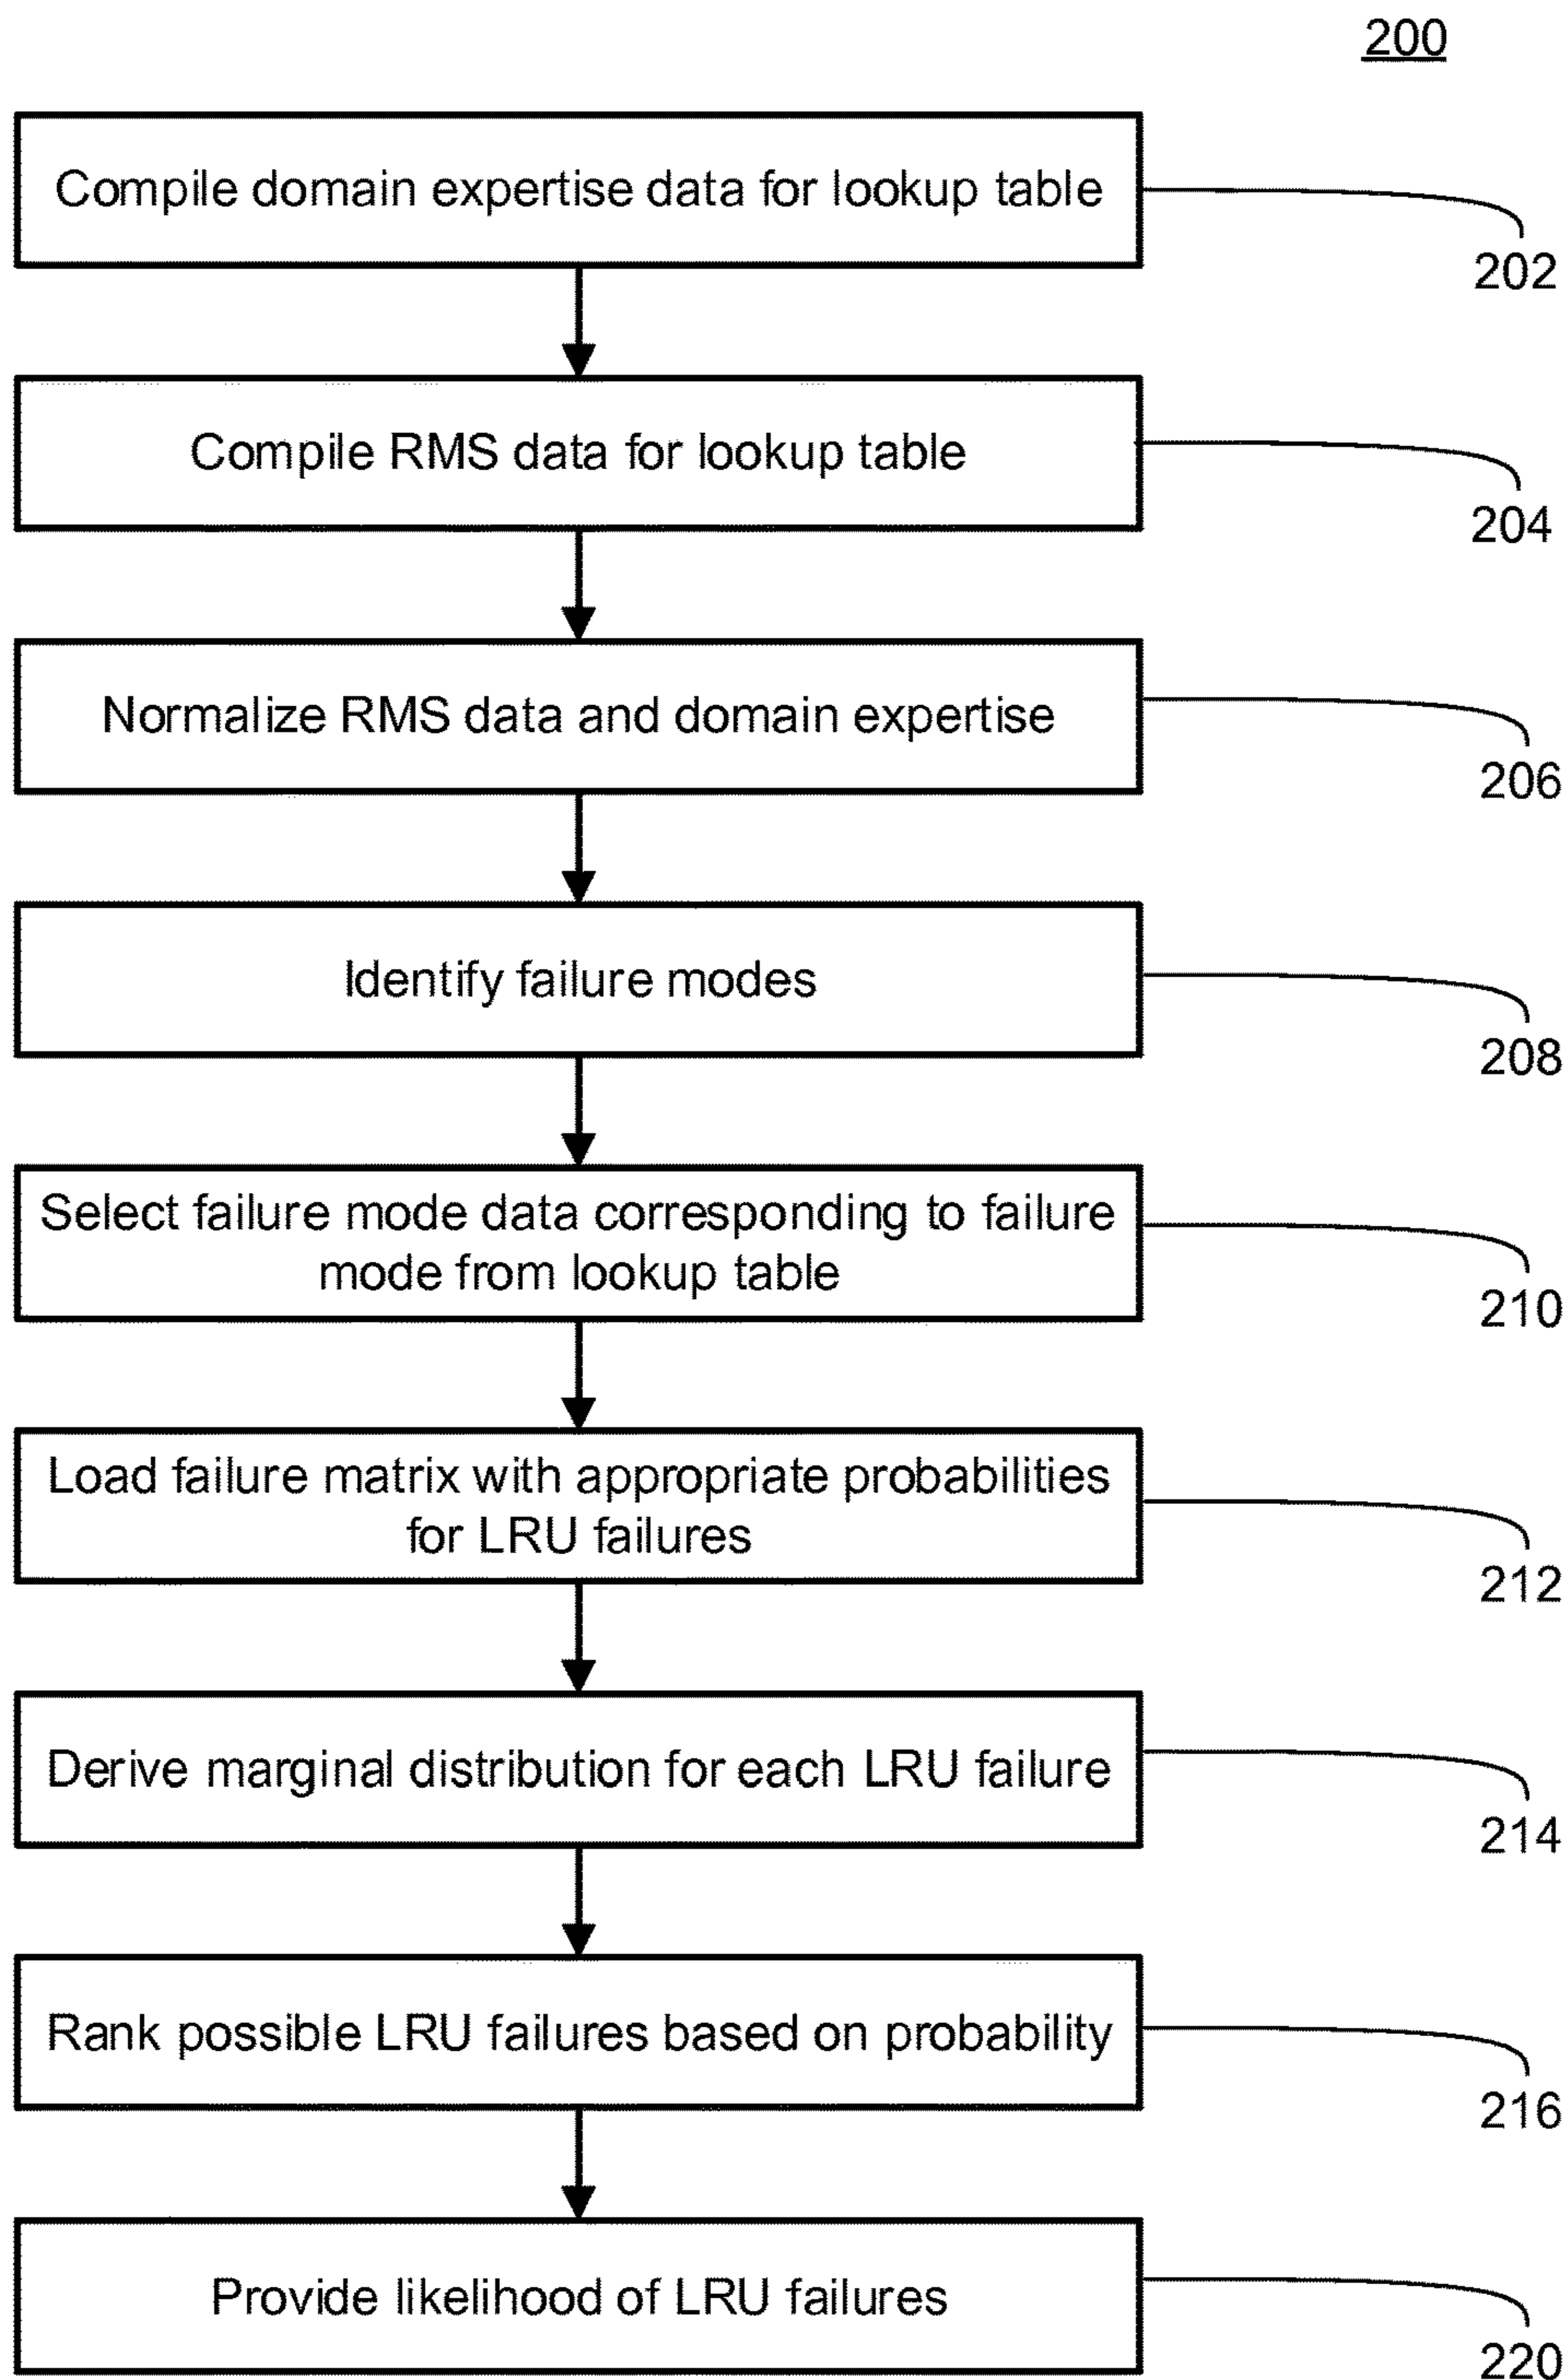 200
Compile domain expertise data for lookup table
202
Compile RMS data for lookup table
204
Normalize RMS data and domain expertise
206
Identify failure modes
208
Select failure mode data corresponding to failure
mode from lookup table
210
Load failure matrix with appropriate probabilities
for LRU failures
212
Derive marginal distribution for each LRU failure
214
Rank possible LRU failures based on probability
216
Provide likelihood of LRU failures
220